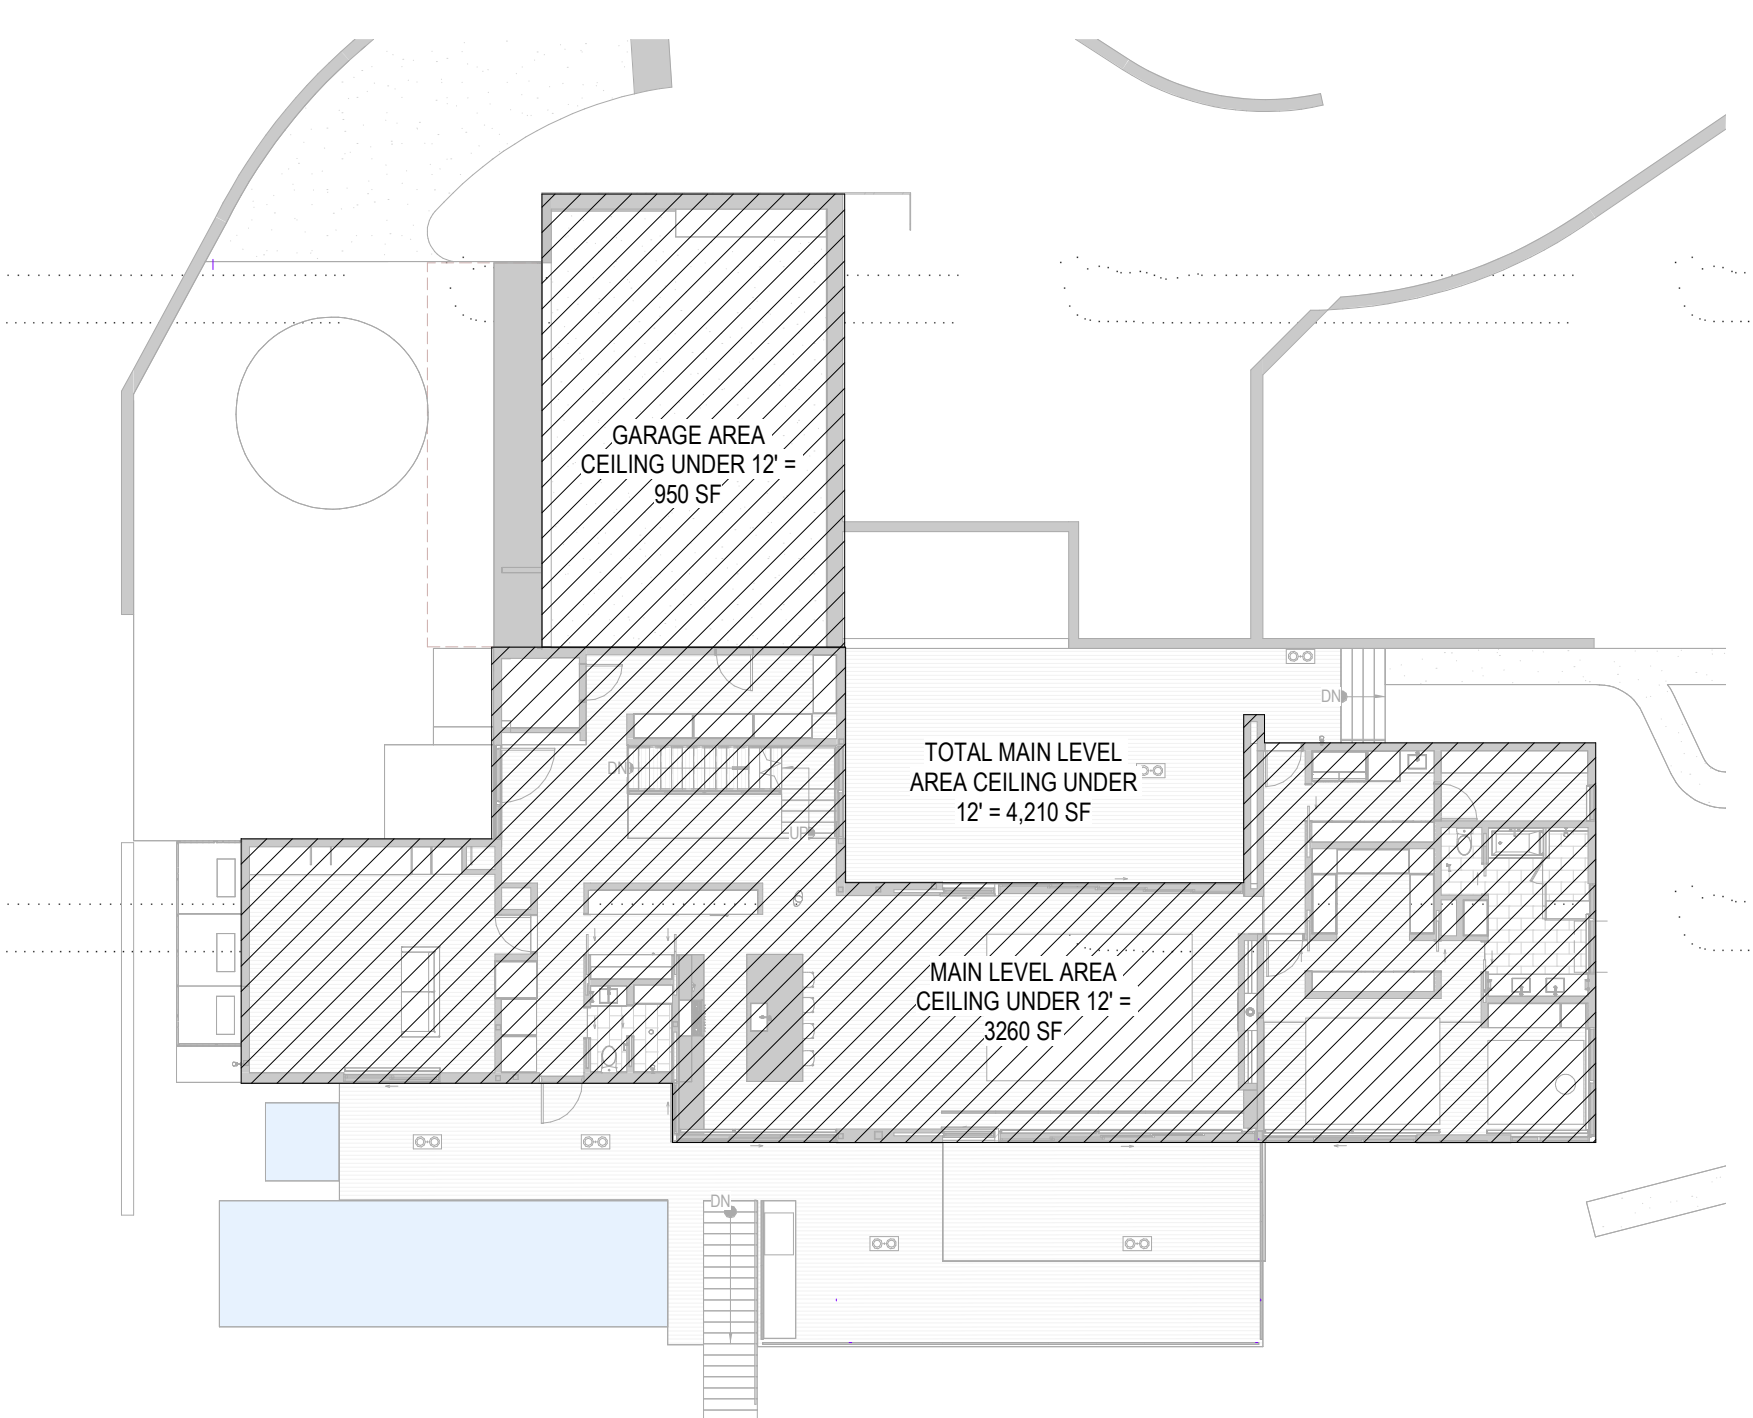 GARAGE AREA
CEILING UNDER 12' =
950 SF
DN
TOTAL MAIN LEVEL
AREA CEILING UNDER
12' = 4,210 SF
DN
UP
MAIN LEVEL AREA
CEILING UNDER 12' =
3260 SF
DN